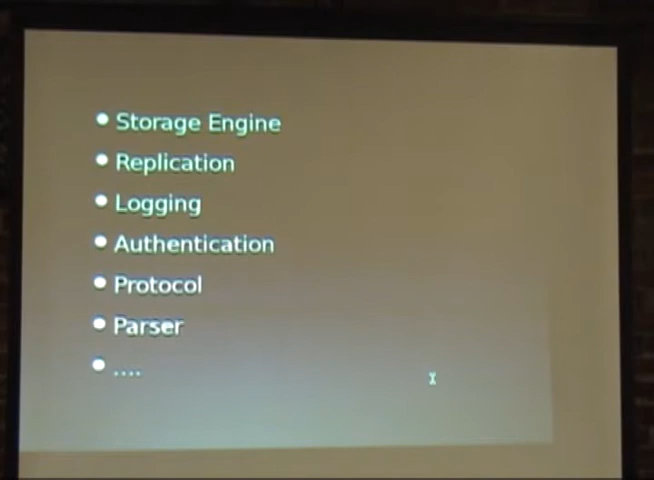 • Storage Engine
• Replication
• Logging
• Authentication
• Protocol
• Parser
• ....